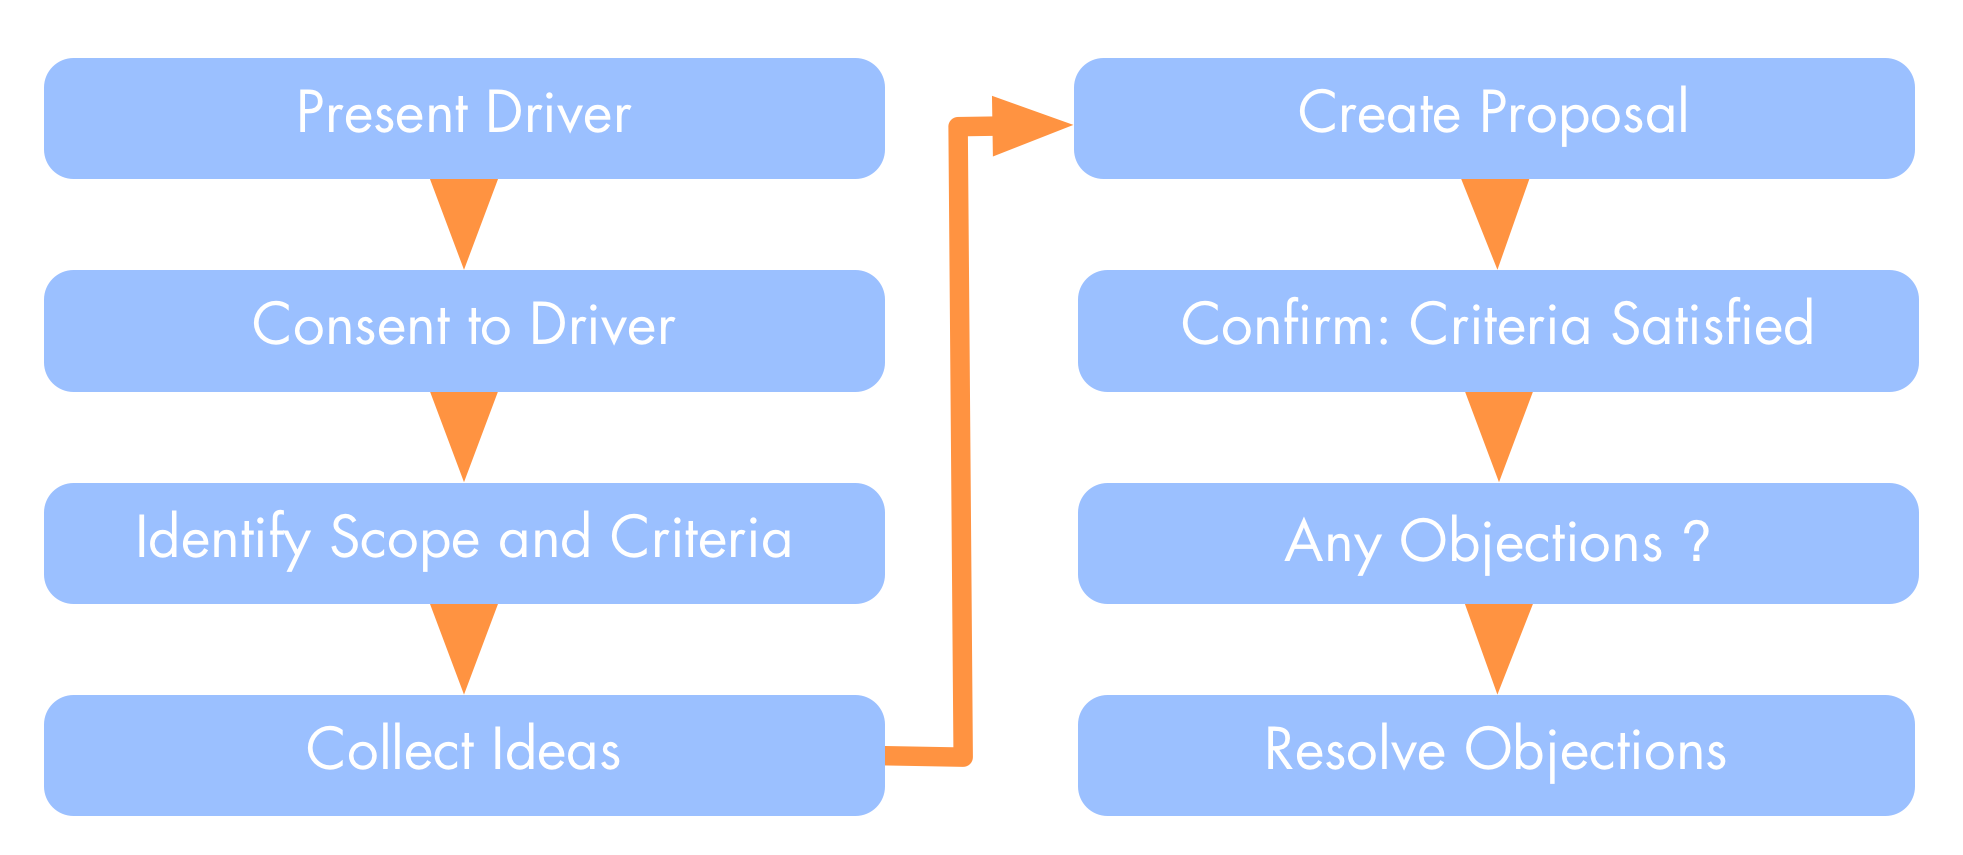 Present Driver
Consent to Driver
Identify Scope and Criteria
Collect Ideas
Create Proposal
Confirm: Criteria Satisfied
Any Objections ?
Resolve Objections